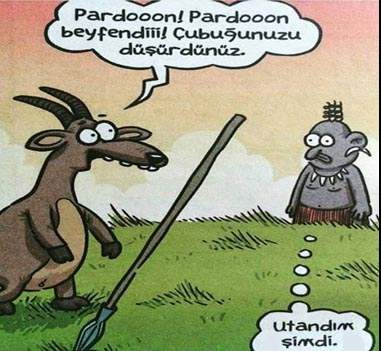 Pardooon! Pardooon
beyfendiii! Çubuğunuzu
düşürdünüz.
Utandım
şimdi.